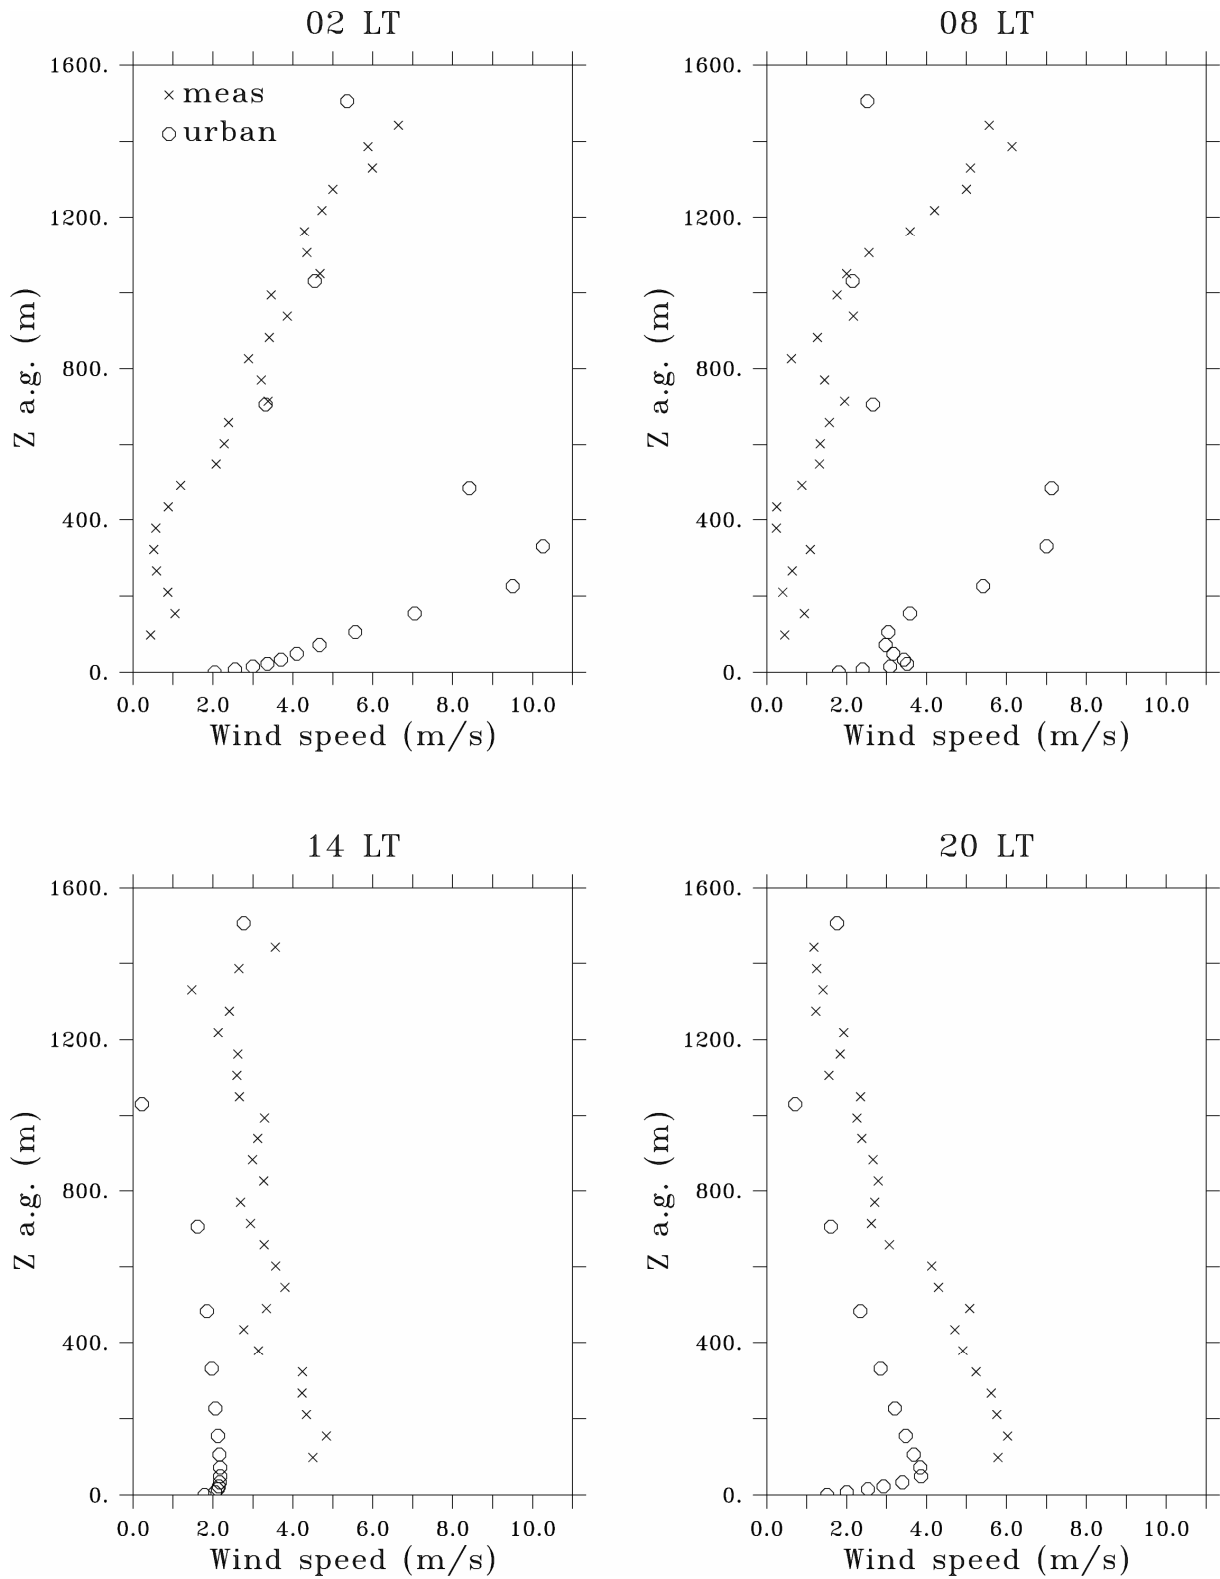 02 LT
08 LT
1600.
1200.
800.
400.
0.
Z a.g. (m)
× meas
○ urban
0.0 2.0 4.0 6.0 8.0 10.0
Wind speed (m/s)
1600.
1200.
800.
400.
0.
Z a.g. (m)
0.0 2.0 4.0 6.0 8.0 10.0
Wind speed (m/s)
14 LT
20 LT
1600.
1200.
800.
400.
0.
Z a.g. (m)
0.0 2.0 4.0 6.0 8.0 10.0
Wind speed (m/s)
1600.
1200.
800.
400.
0.
Z a.g. (m)
0.0 2.0 4.0 6.0 8.0 10.0
Wind speed (m/s)